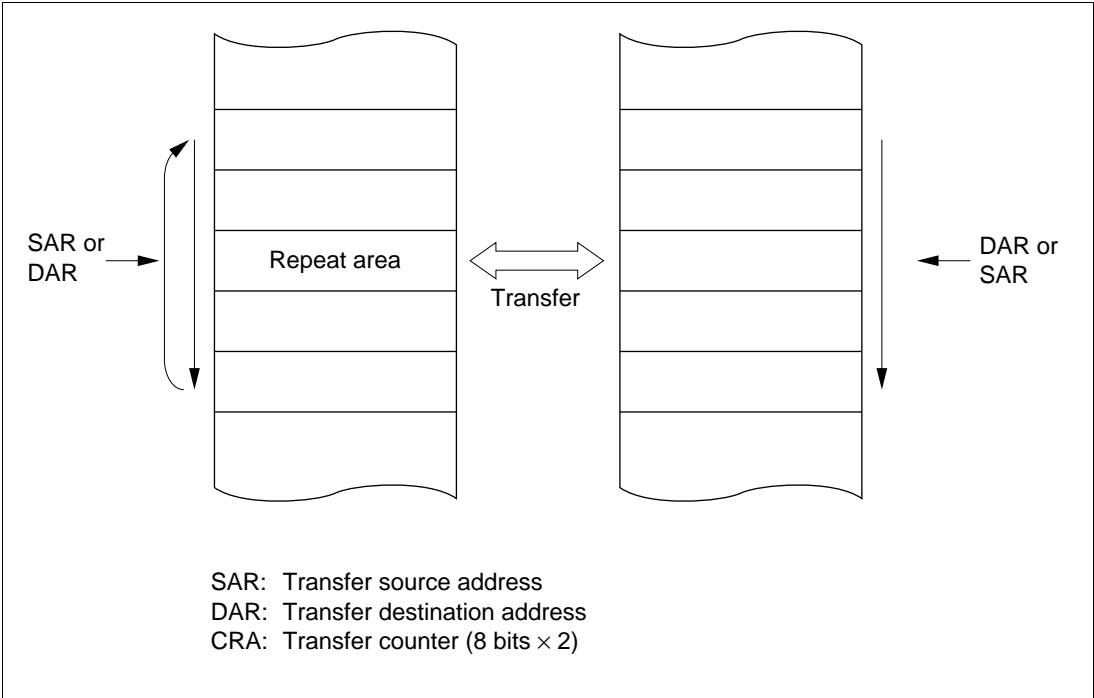 SAR or
DAR
Repeat area
Transfer
DAR or
SAR
SAR: Transfer source address
DAR: Transfer destination address
CRA: Transfer counter (8 bits × 2)